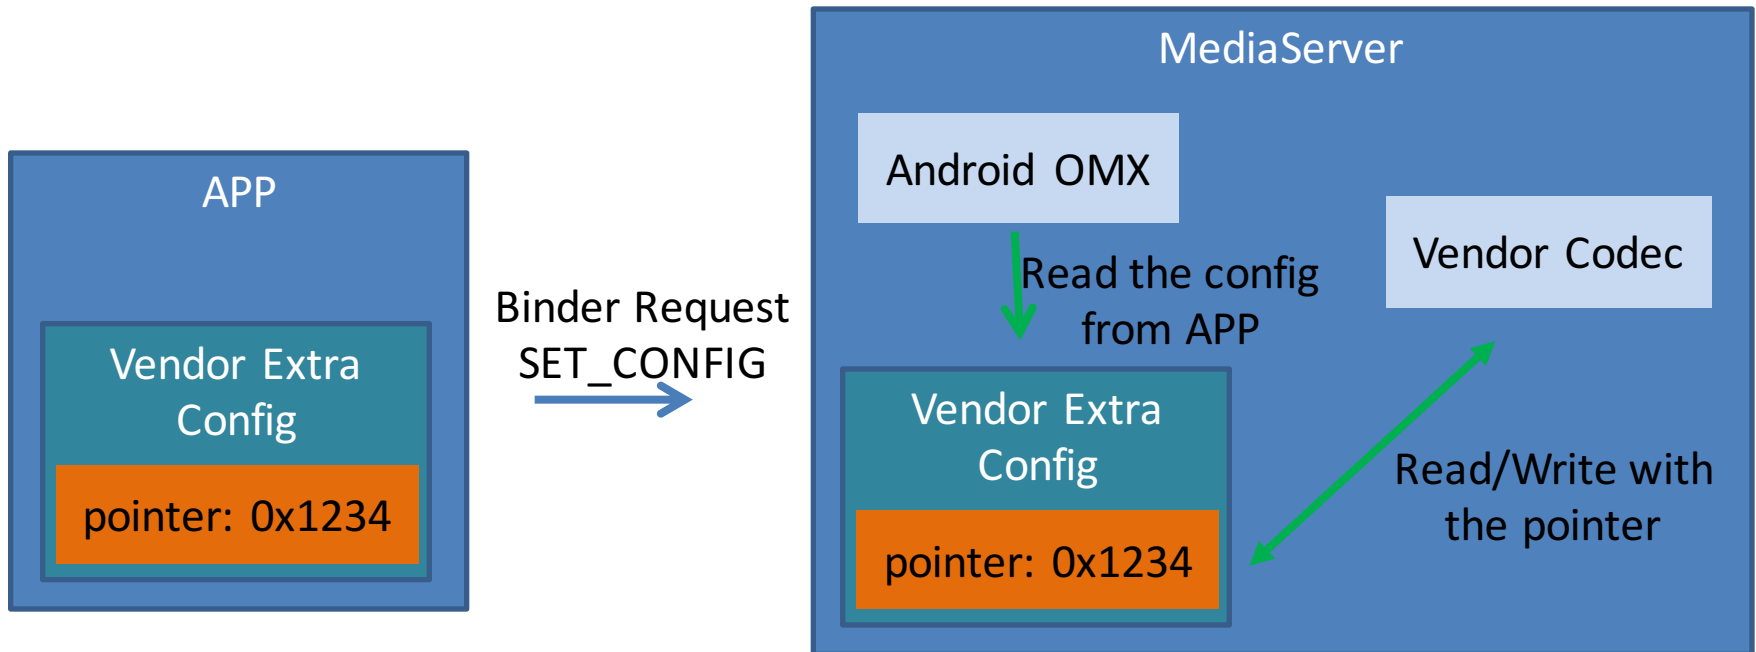 APP
Vendor Extra
Config
pointer: 0x1234
Binder Request
SET_CONFIG
MediaServer
Android OMX
Read the config
from APP
Vendor Extra
Config
pointer: 0x1234
Vendor Codec
Read/Write with
the pointer